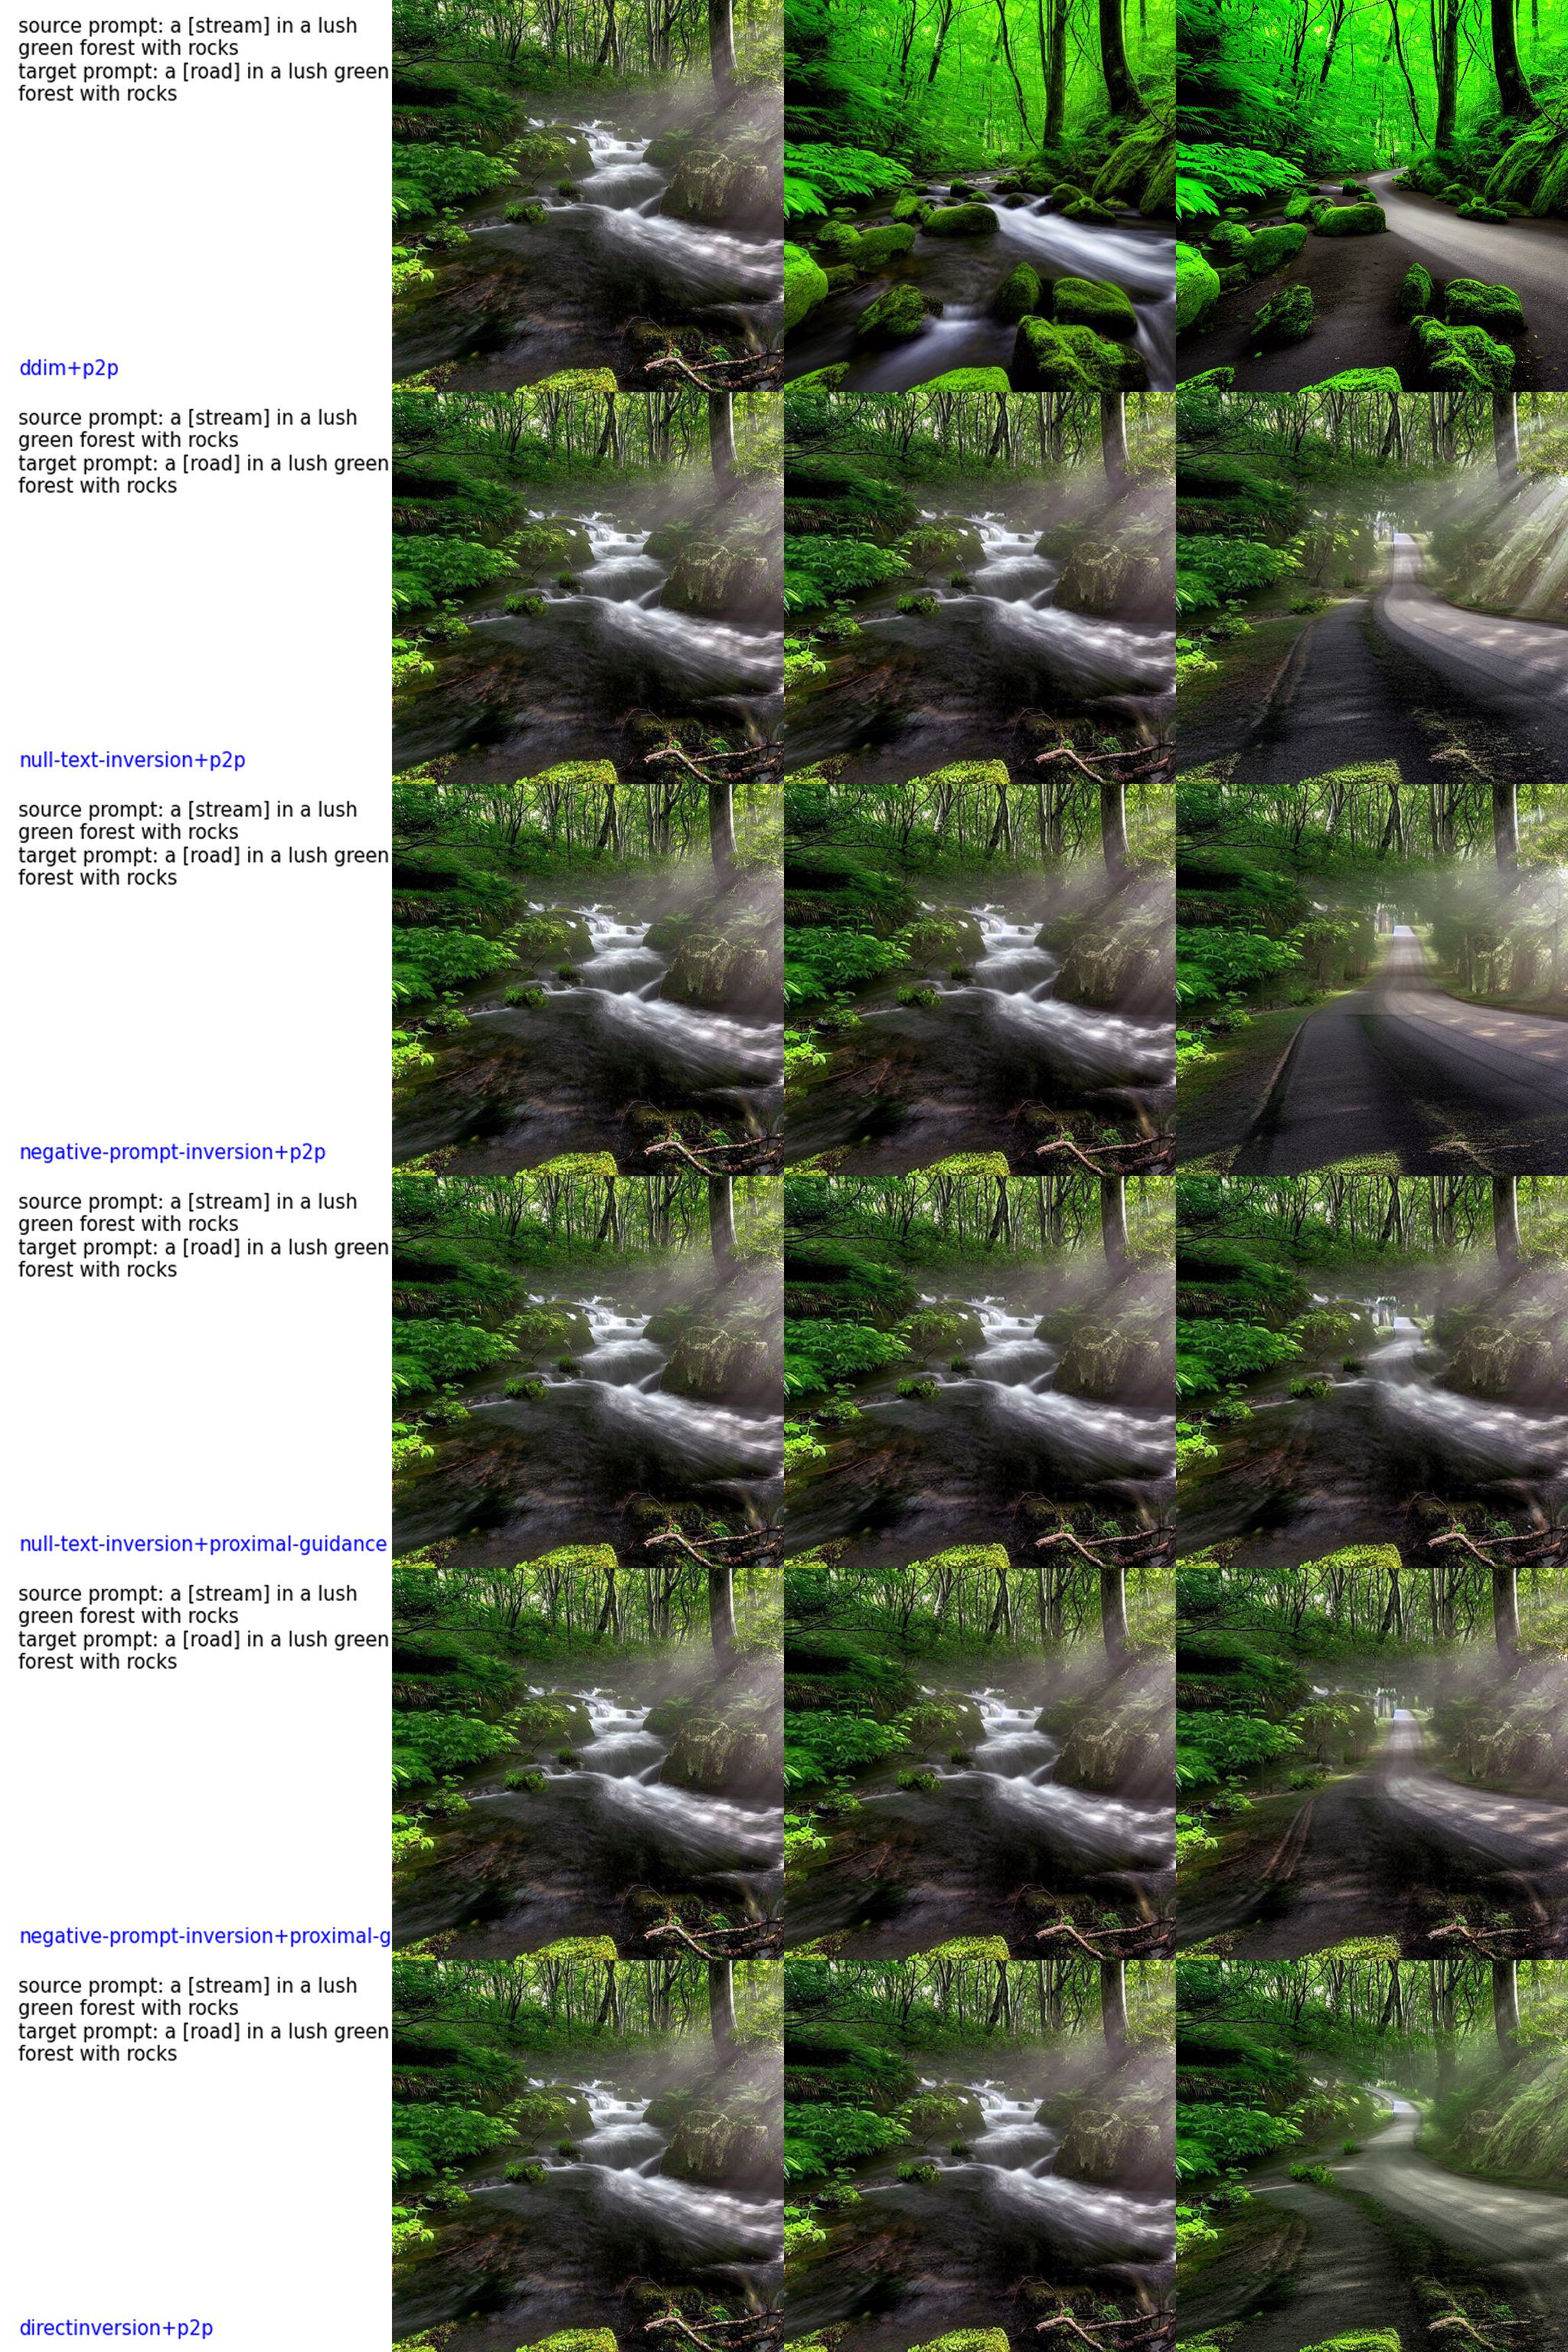 source prompt: a [stream] in a lush
green forest with rocks
target prompt: a [road] in a lush green
forest with rocks
ddim+p2p
source prompt: a [stream] in a lush
green forest with rocks
target prompt: a [road] in a lush green
forest with rocks
null-text-inversion+p2p
source prompt: a [stream] in a lush
green forest with rocks
target prompt: a [road] in a lush green
forest with rocks
negative-prompt-inversion+p2p
source prompt: a [stream] in a lush
green forest with rocks
target prompt: a [road] in a lush green
forest with rocks
null-text-inversion+proximal-guidance
source prompt: a [stream] in a lush
green forest with rocks
target prompt: a [road] in a lush green
forest with rocks
negative-prompt-inversion+proximal-g
source prompt: a [stream] in a lush
green forest with rocks
target prompt: a [road] in a lush green
forest with rocks
directinversion+p2p